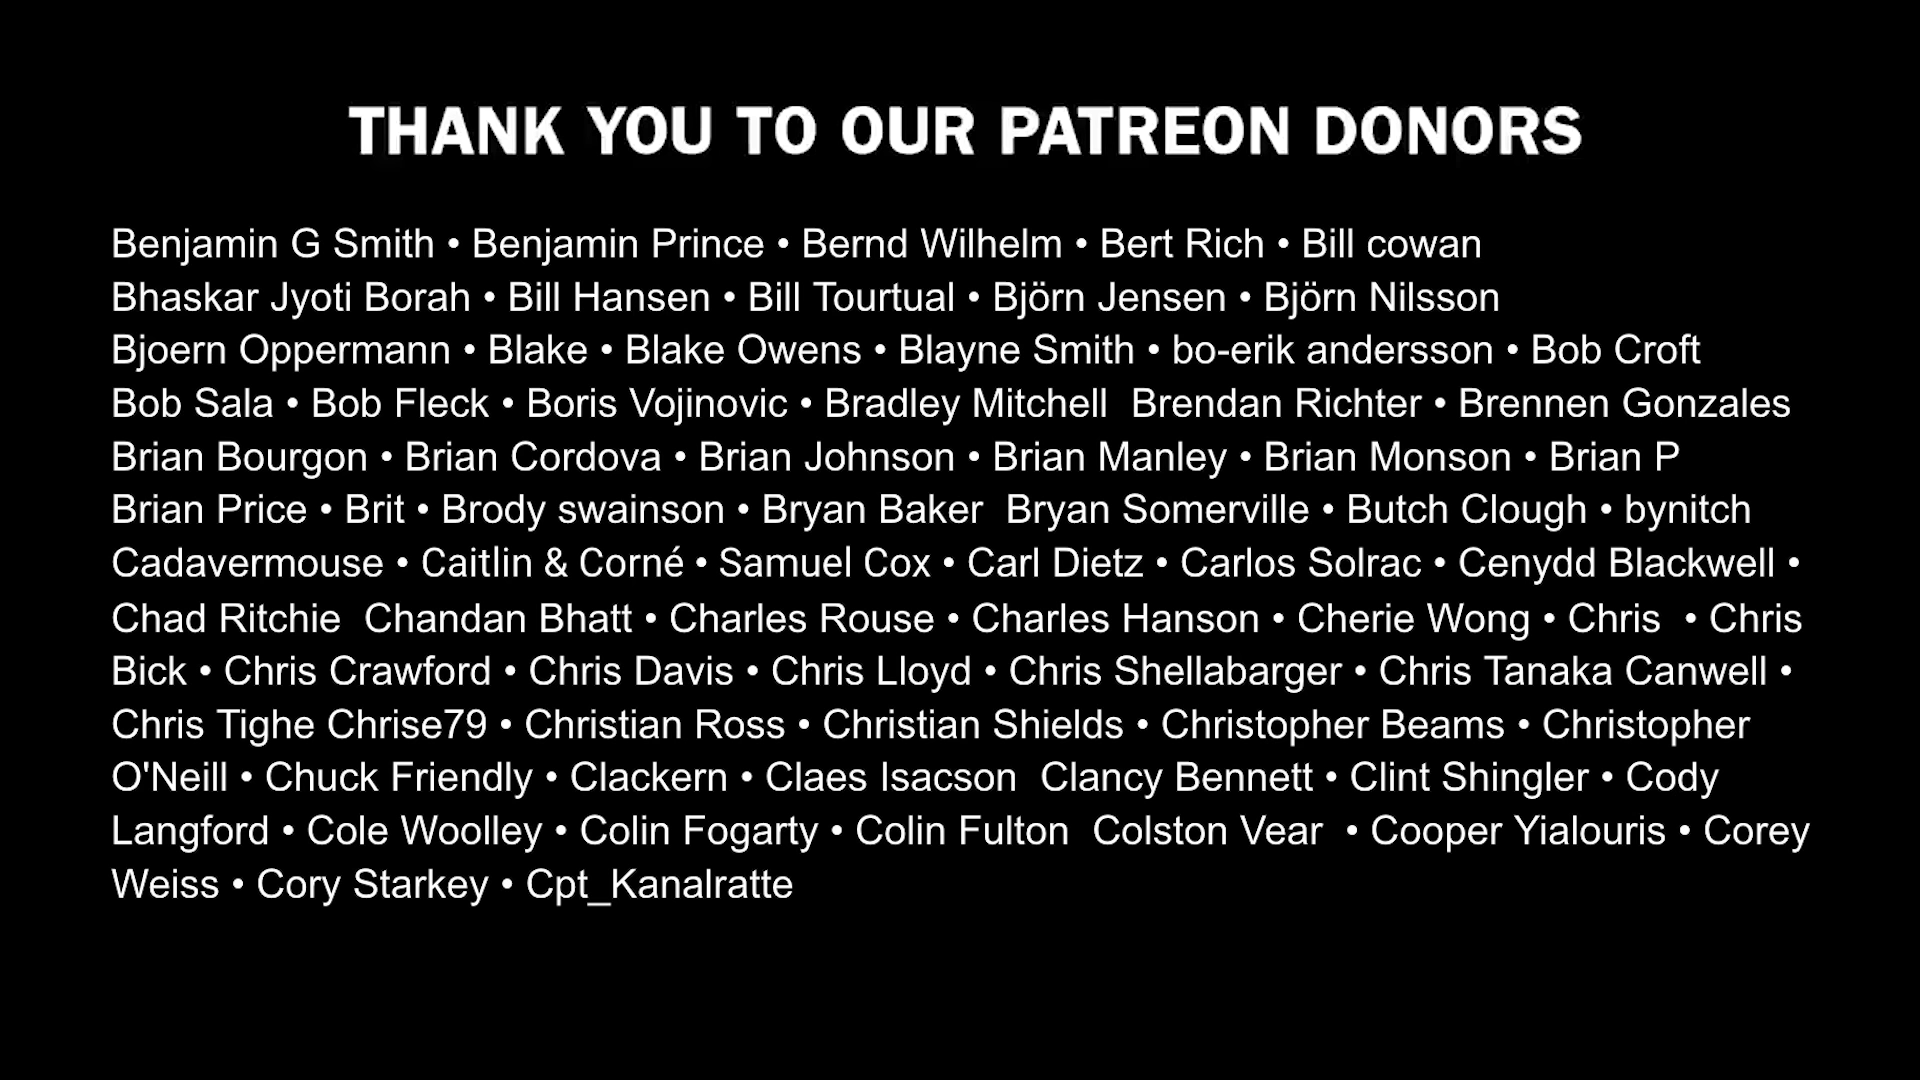 THANK YOU TO OUR PATREON DONORS
Benjamin G Smith • Benjamin Prince • Bernd Wilhelm • Bert Rich • Bill cowan
Bhaskar Jyoti Borah • Bill Hansen • Bill Tourtual • Björn Jensen • Björn Nilsson
Bjoern Oppermann • Blake • Blake Owens • Blayne Smith • bo-erik andersson • Bob Croft
Bob Sala • Bob Fleck • Boris Vojinovic • Bradley Mitchell  Brendan Richter • Brennen Gonzales
Brian Bourgon • Brian Cordova • Brian Johnson • Brian Manley • Brian Monson • Brian P
Brian Price • Brit • Brody swainson • Bryan Baker  Bryan Somerville • Butch Clough • bynitch
Cadavermouse • Caitlin & Corné • Samuel Cox • Carl Dietz • Carlos Solrac • Cenydd Blackwell •
Chad Ritchie  Chandan Bhatt • Charles Rouse • Charles Hanson • Cherie Wong • Chris  • Chris
Bick • Chris Crawford • Chris Davis • Chris Lloyd • Chris Shellabarger • Chris Tanaka Canwell •
Chris Tighe Chrise79 • Christian Ross • Christian Shields • Christopher Beams • Christopher
O'Neill • Chuck Friendly • Clackern • Claes Isacson  Clancy Bennett • Clint Shingler • Cody
Langford • Cole Woolley • Colin Fogarty • Colin Fulton  Colston Vear  • Cooper Yialouris • Corey
Weiss • Cory Starkey • Cpt_Kanalratte